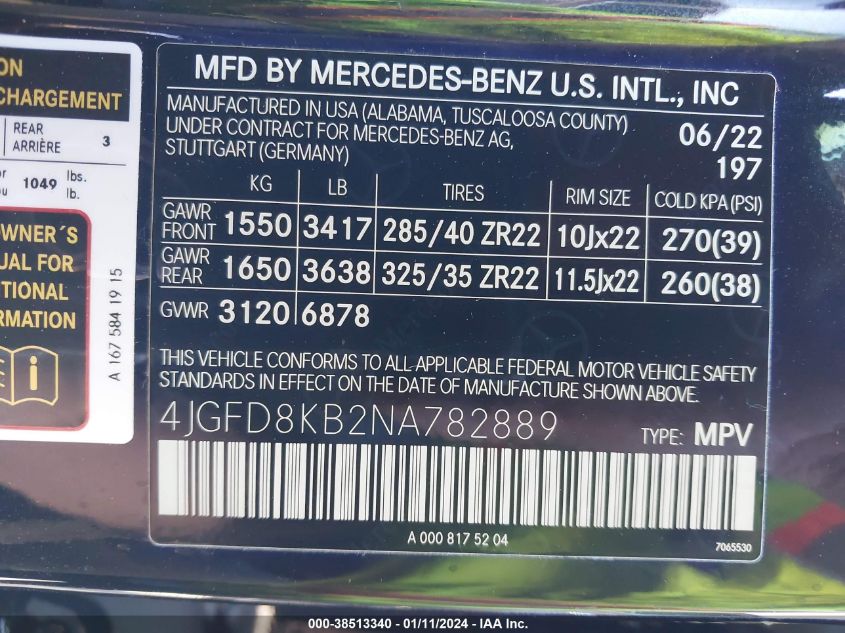 ON
CHARGEMENT
REAR
ARRIÈRE 3
or
ou 1049 lbs.
lb.
OWNER´S
UAL FOR
ITIONAL
RMATION
A 167 584 19 15
MFD BY MERCEDES-BENZ U.S. INTL., INC
MANUFACTURED IN USA (ALABAMA, TUSCALOOSA COUNTY)
UNDER CONTRACT FOR MERCEDES-BENZ AG,
STUTTGART (GERMANY)
06/22
197
KG LB TIRES RIM SIZE COLD KPA (PSI)
GAWR
FRONT 1550 3417 285/40 ZR22 10Jx22 270(39)
GAWR
REAR 1650 3638 325/35 ZR22 11.5Jx22 260(38)
GVWR 3120 6878
THIS VEHICLE CONFORMS TO ALL APPLICABLE FEDERAL MOTOR VEHICLE SAFETY
STANDARDS IN EFFECT ON THE DATE OF MANUFACTURE SHOWN ABOVE.
4JGFD8KB2NA782889 TYPE: MPV
A 000 817 52 04
7065530
000-38513340 - 01/11/2024 - IAA Inc.